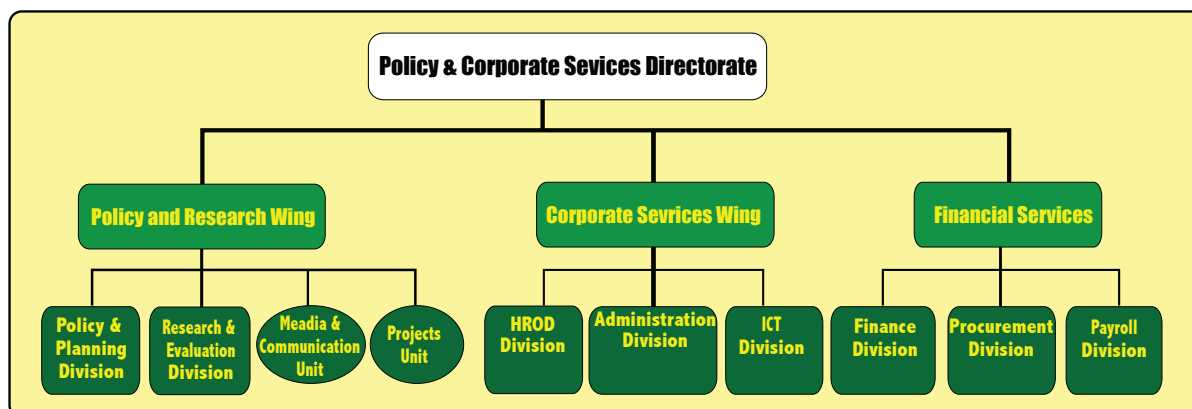 Policy & Corporate Sevices Directorate
Policy and Research Wing
Corporate Sevrices Wing
Financial Services
Policy &
Planning
Division
Research &
Evaluation
Division
Meadia &
Communication
Unit
Projects
Unit
HROD
Division
Administration
Division
ICT
Division
Finance
Division
Procurement
Division
Payroll
Division